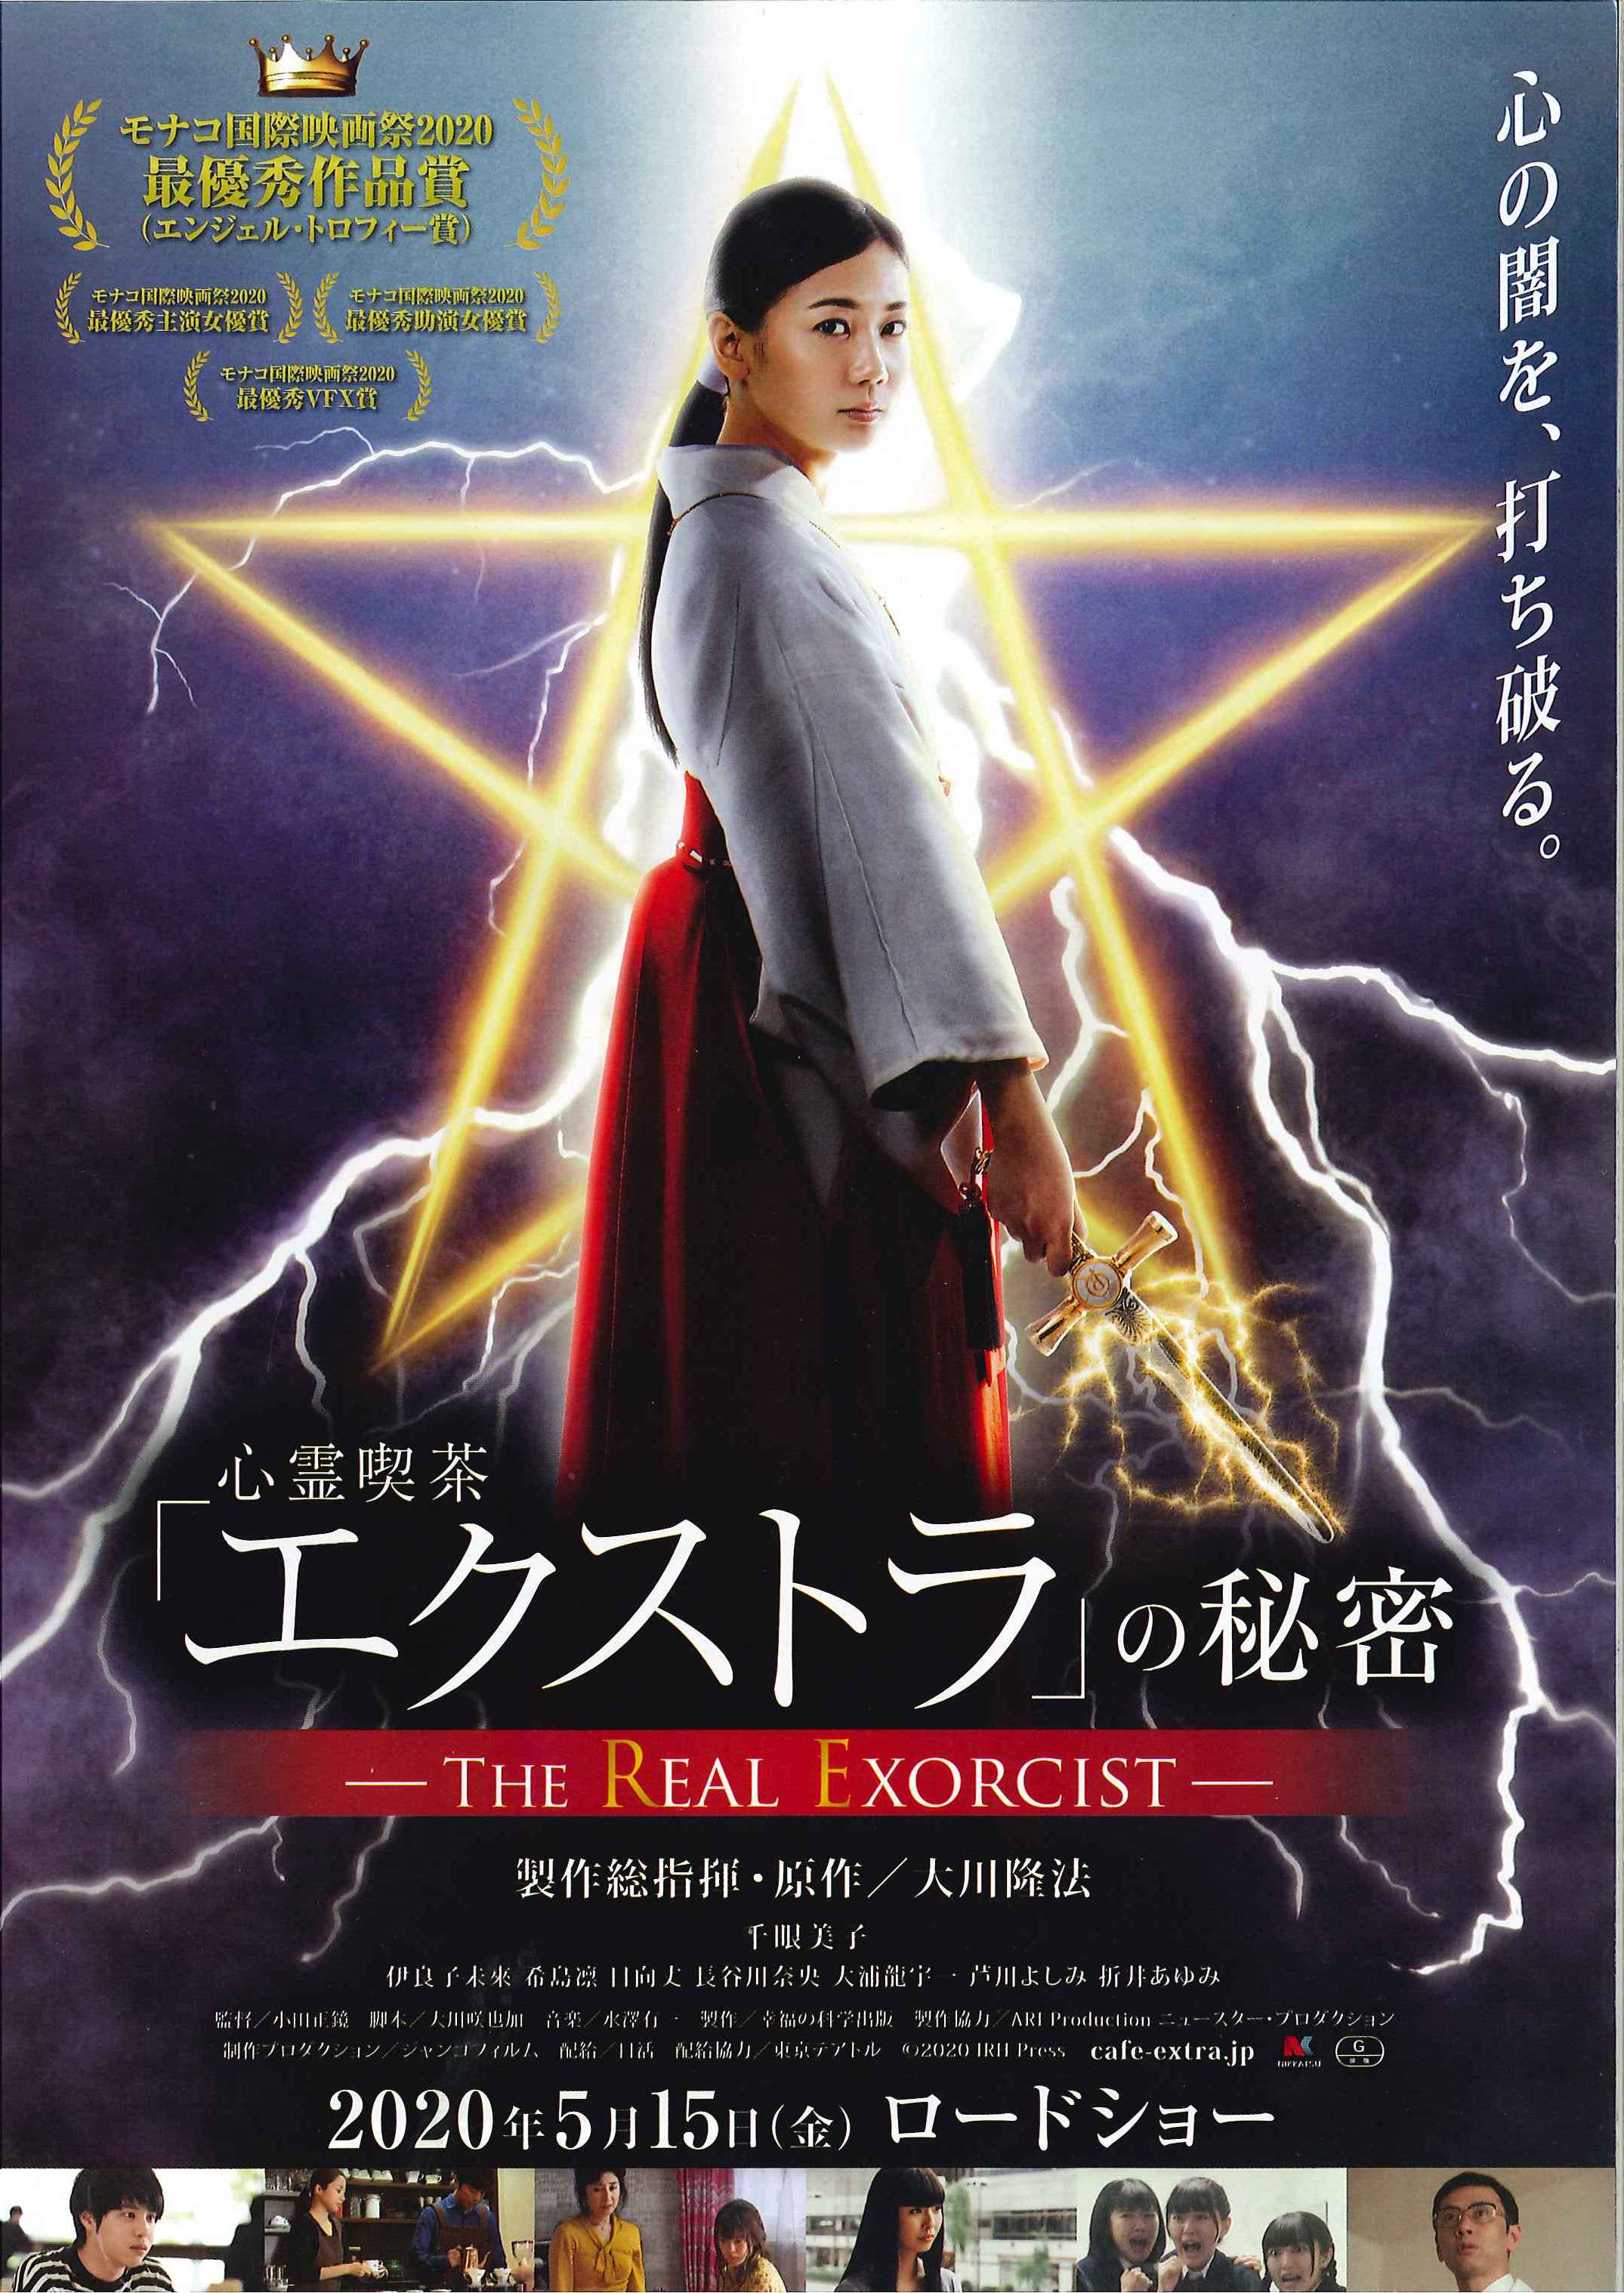 モナコ国際映画祭2020
最優秀作品賞
(エンジェル・トロフィー賞)
モナコ国際映画祭2020
最優秀主演女優賞
モナコ国際映画祭2020
最優秀助演女優賞
モナコ国際映画祭2020
最優秀VFX賞
心の闇を、打ち破る。
心霊喫茶
「エクストラ」の秘密
—THE REAL EXORCIST—
製作総指揮・原作／大川隆法
千眼美子
伊良子未來 希島凛 日向丈 長谷川奈央 大浦龍宇一 芦川よしみ 折井あゆみ
監督／小田正鏡 脚本／大川咲也加 音楽／水澤有一 製作／幸福の科学出版 製作協力／ARI Production ニュースター・プロダクション
制作プロダクション／ジャンゴフィルム 配給／日活 配給協力／東京テアトル ©2020 IRH Press cafe-extra.jp NIKKATSU G
2020年5月15日(金) ロードショー